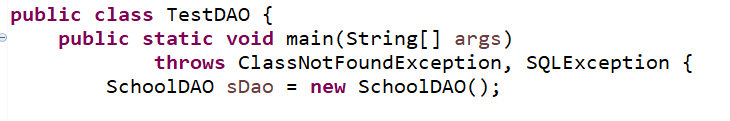 public class TestDAO {
public static void main(String[] args)
throws ClassNotFoundException, SQLException {
SchoolDAO sDao = new SchoolDAO();